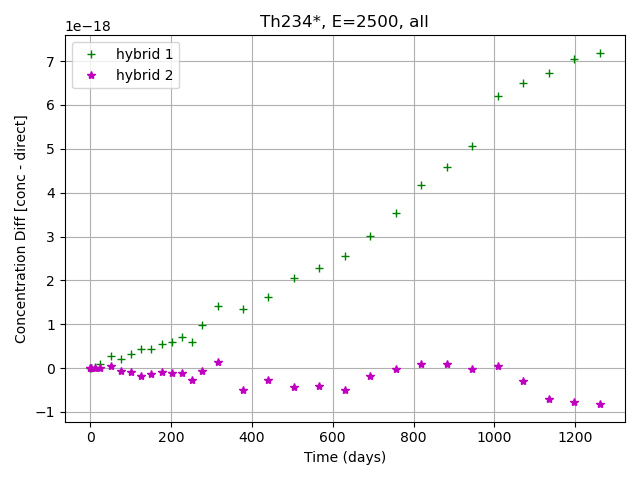 Th234*, E=2500, all
1e−18
hybrid 1
hybrid 2
7
6
5
4
3
2
1
0
−1
Concentration Diff [conc - direct]
0 200 400 600 800 1000 1200
Time (days)